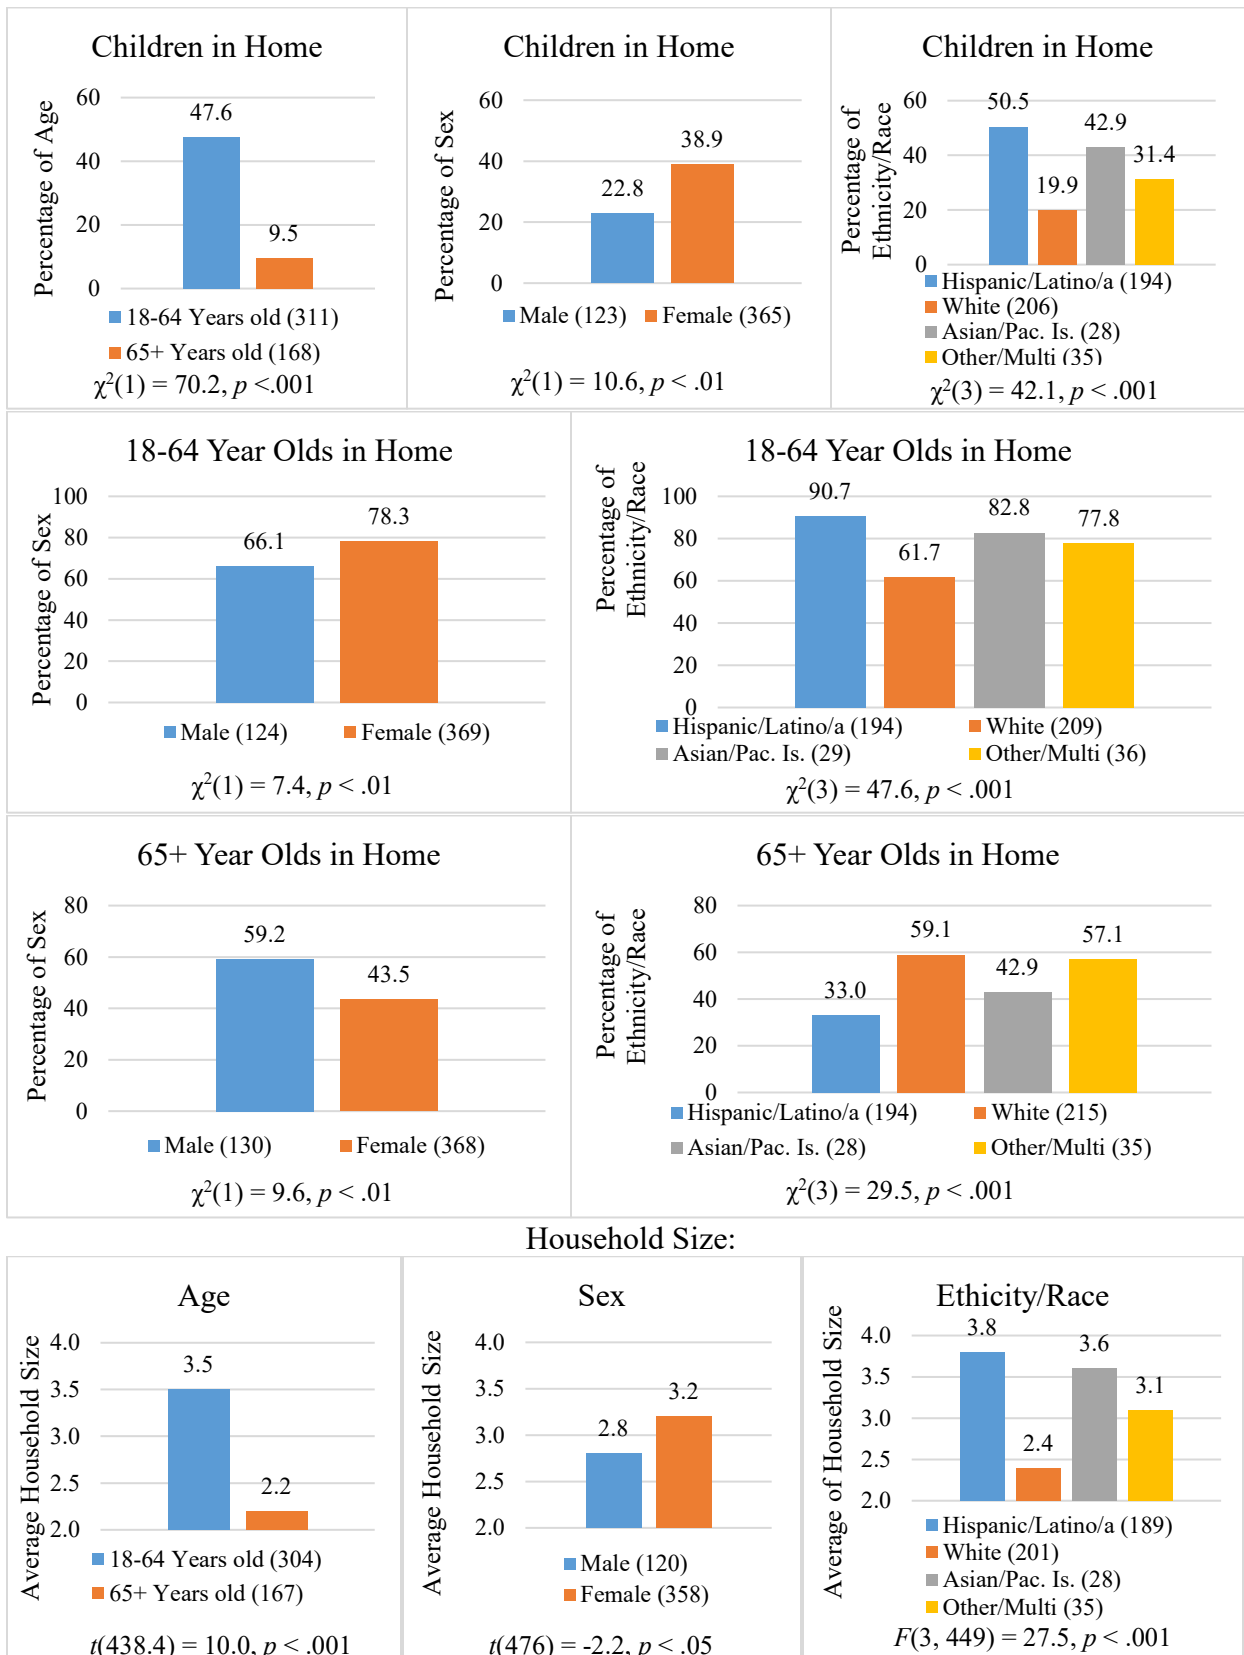 Children in Home
Percentage of Age
60
40
20
0
47.6
9.5
18-64 Years old (311)
65+ Years old (168)
χ²(1) = 70.2, p <.001
Children in Home
Percentage of Sex
60
40
20
0
22.8
38.9
Male (123) Female (365)
χ²(1) = 10.6, p < .01
Children in Home
Percentage of
Ethnicity/Race
60
40
20
0
50.5
19.9
42.9
31.4
Hispanic/Latino/a (194)
White (206)
Asian/Pac. Is. (28)
Other/Multi (35)
χ²(3) = 42.1, p < .001
18-64 Year Olds in Home
Percentage of Sex
100
80
60
40
20
0
66.1
78.3
Male (124) Female (369)
χ²(1) = 7.4, p < .01
18-64 Year Olds in Home
Percentage of
Ethnicity/Race
100
80
60
40
20
0
90.7
61.7
82.8
77.8
Hispanic/Latino/a (194) White (209)
Asian/Pac. Is. (29) Other/Multi (36)
χ²(3) = 47.6, p < .001
65+ Year Olds in Home
Percentage of Sex
80
60
40
20
0
59.2
43.5
Male (130) Female (368)
χ²(1) = 9.6, p < .01
65+ Year Olds in Home
Percentage of
Ethnicity/Race
80
60
40
20
0
33.0
59.1
42.9
57.1
Hispanic/Latino/a (194) White (215)
Asian/Pac. Is. (28) Other/Multi (35)
χ²(3) = 29.5, p < .001
Household Size:
Age
Average Household Size
4.0
3.5
3.0
2.5
2.0
3.5
2.2
18-64 Years old (304)
65+ Years old (167)
t(438.4) = 10.0, p < .001
Sex
Average Household Size
4.0
3.5
3.0
2.5
2.0
2.8
3.2
Male (120)
Female (358)
t(476) = -2.2, p < .05
Ethicity/Race
Average of Household Size
4.0
3.5
3.0
2.5
2.0
3.8
2.4
3.6
3.1
Hispanic/Latino/a (189)
White (201)
Asian/Pac. Is. (28)
Other/Multi (35)
F(3, 449) = 27.5, p < .001